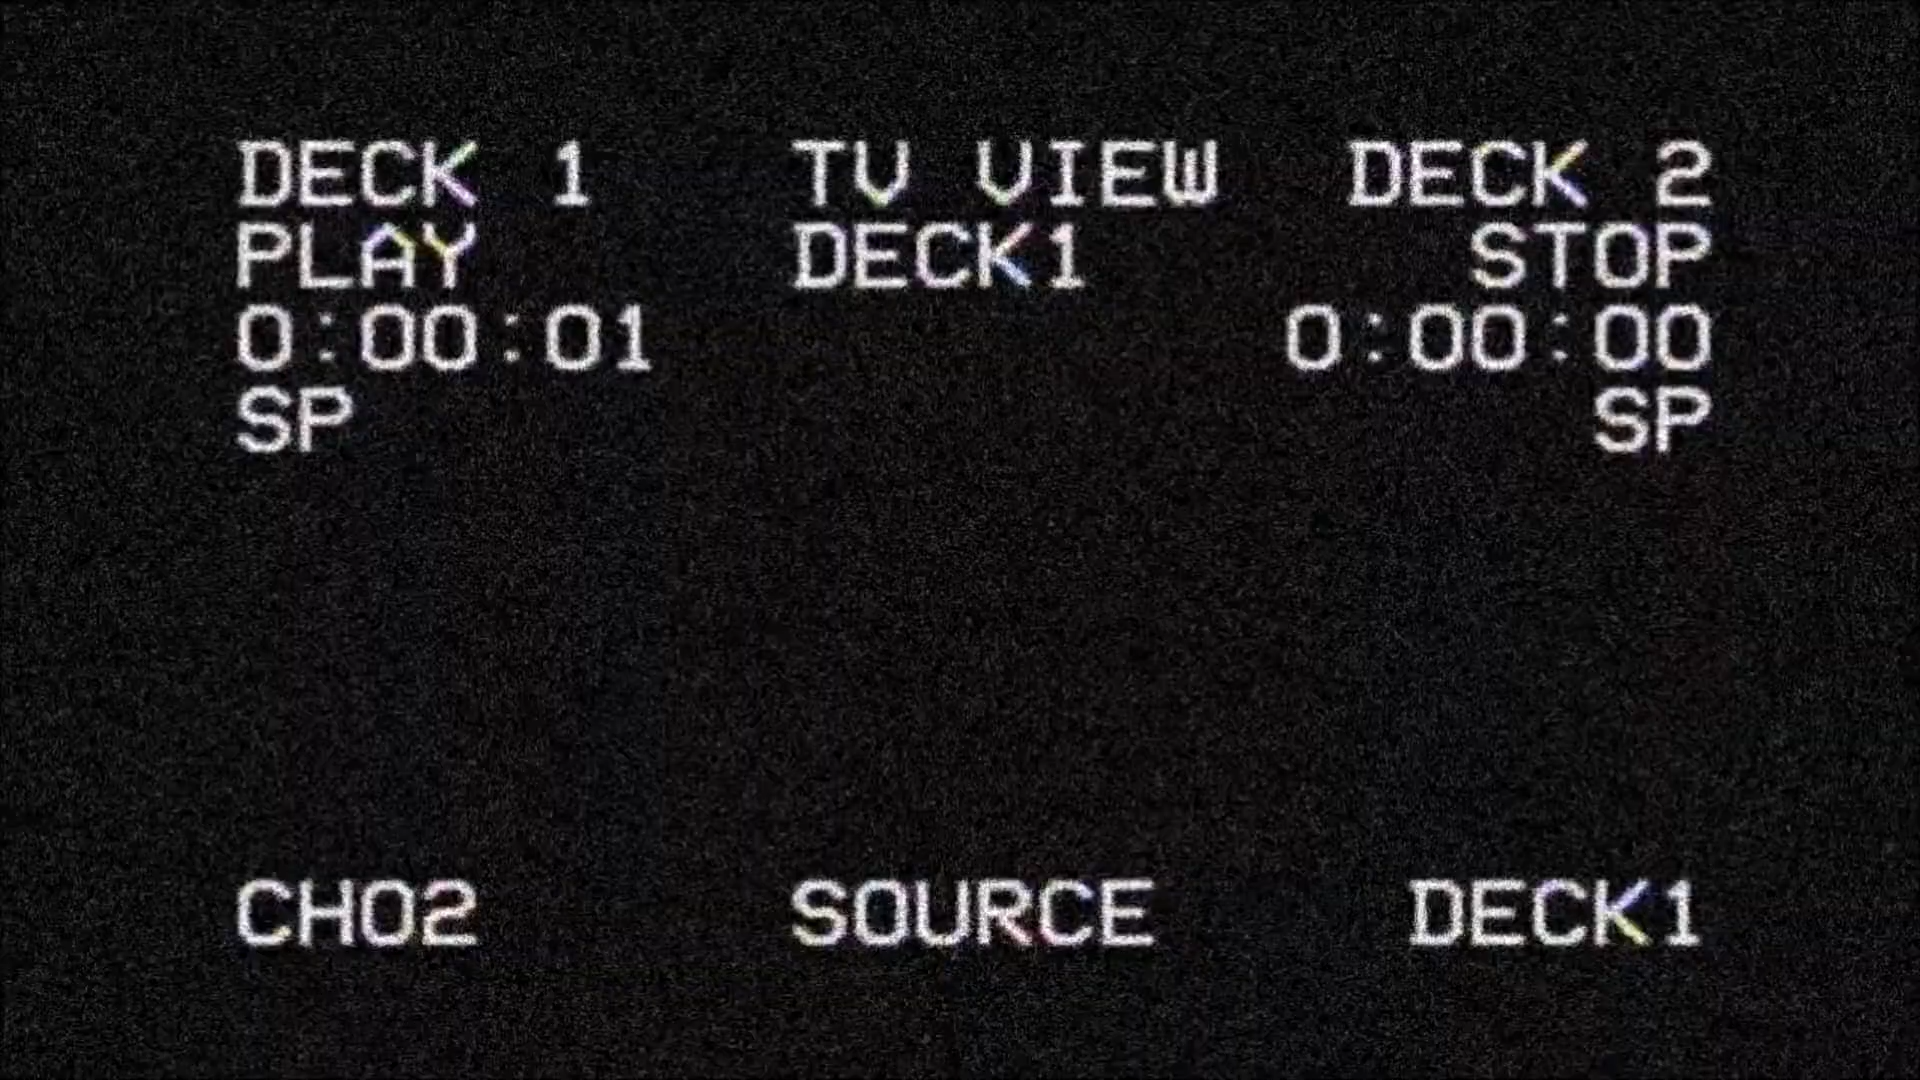 DECK 1 TV VIEW DECK 2
PLAY DECK1 STOP
0:00:01 0:00:00
SP SP
CH02 SOURCE DECK1